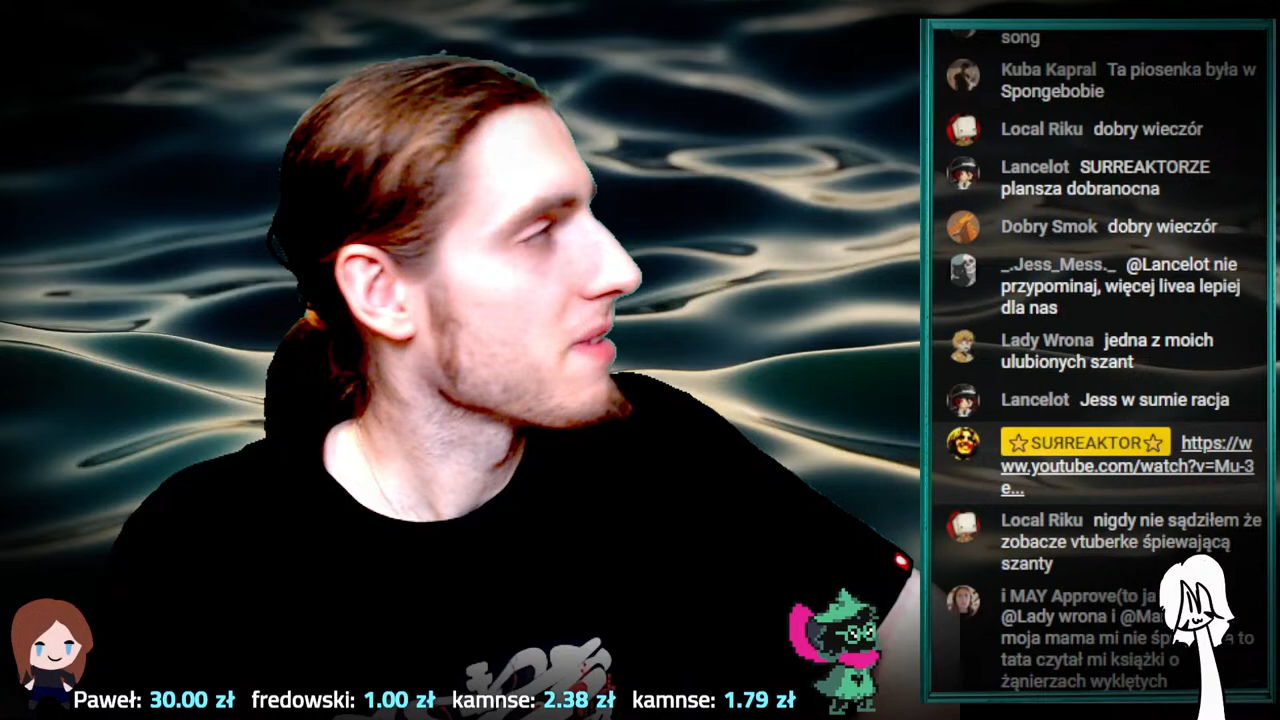 song
Kuba Kapral Ta piosenka była w
Spongebobie
Local Riku dobry wieczór
Lancelot SURREAKTORZE
plansza dobranocna
Dobry Smok dobry wieczór
_.Jess_Mess._ @Lancelot nie
przypominaj, więcej livea lepiej
dla nas
Lady Wrona jedna z moich
ulubionych szant
Lancelot Jess w sumie racja
☆SUЯREAKTOR☆ https://w
ww.youtube.com/watch?v=Mu-3
e...
Local Riku nigdy nie sądziłem że
zobacze vtuberke śpiewającą
szanty
i MAY Approve(to ja
@Lady wrona i
moja mama mi nie to
tata czytał mi książki o
żąnierzach wyklętych
Paweł: 30.00 zł fredowski: 1.00 zł kamnse: 2.38 zł kamnse: 1.79 zł